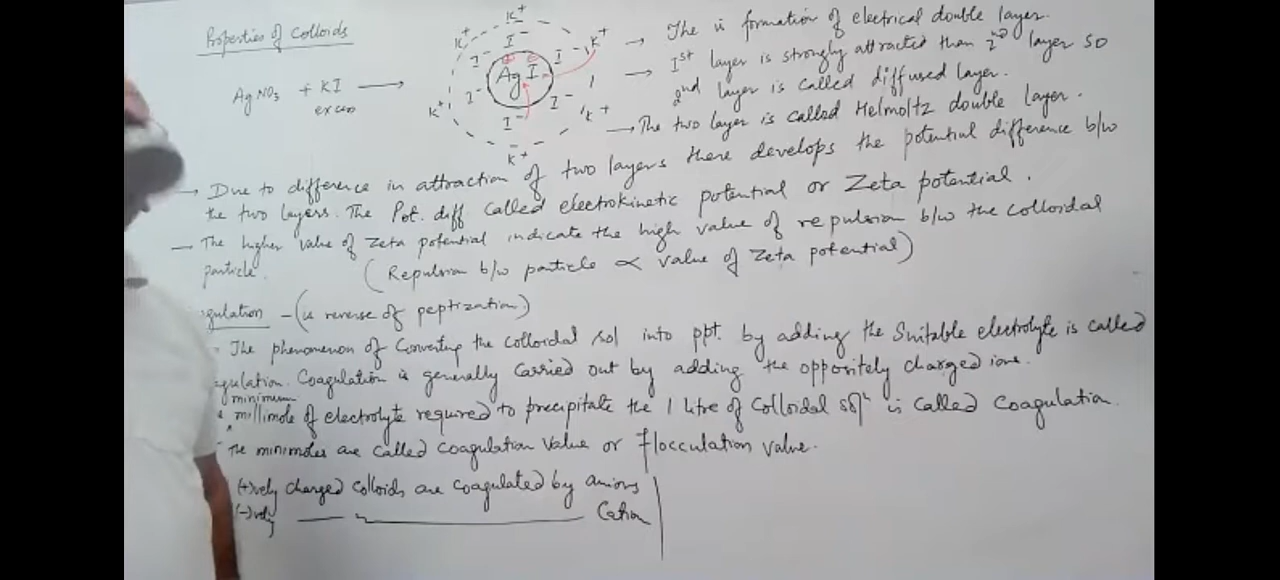 Properties of Colloids
AgNO3 + KI →
excess
K+ K+ K+ K+ K+ K+
I- I- I- I- I- I-
AgI
→ The is formation of electrical double layer.
→ Ist layer is strongly attracted than 2nd layer so
2nd layer is called diffused layer.
→ The two layer is called Helmoltz double layer.
→ Due to difference in attraction of two layers there develops the potential difference b/w
the two layers. The Pot. diff called electrokinetic potential or Zeta potential.
— The higher value of Zeta potential indicate the high value of repulsion b/w the colloidal
particle. (Repulsion b/w particle ∝ value of Zeta potential)
gulation – (is reverse of peptization)
The phenomenon of Converting the colloidal sol into ppt. by adding the Suitable electrolyte is called
agulation. Coagulation is generally Carried out by adding the oppositely charged ions.
minimum
millimole of electrolyte required to precipitate the 1 litre of Colloidal solⁿ is Called Coagulation.
The minimoles are called coagulation value or Flocculation value.
(+)vely charged Colloids are coagulated by anions
(-)vely —— ———————— Cation